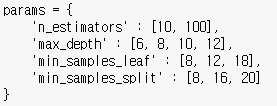 params = {
    'n_estimators' : [10, 100],
    'max_depth' : [6, 8, 10, 12],
    'min_samples_leaf' : [8, 12, 18],
    'min_samples_split' : [8, 16, 20]
}